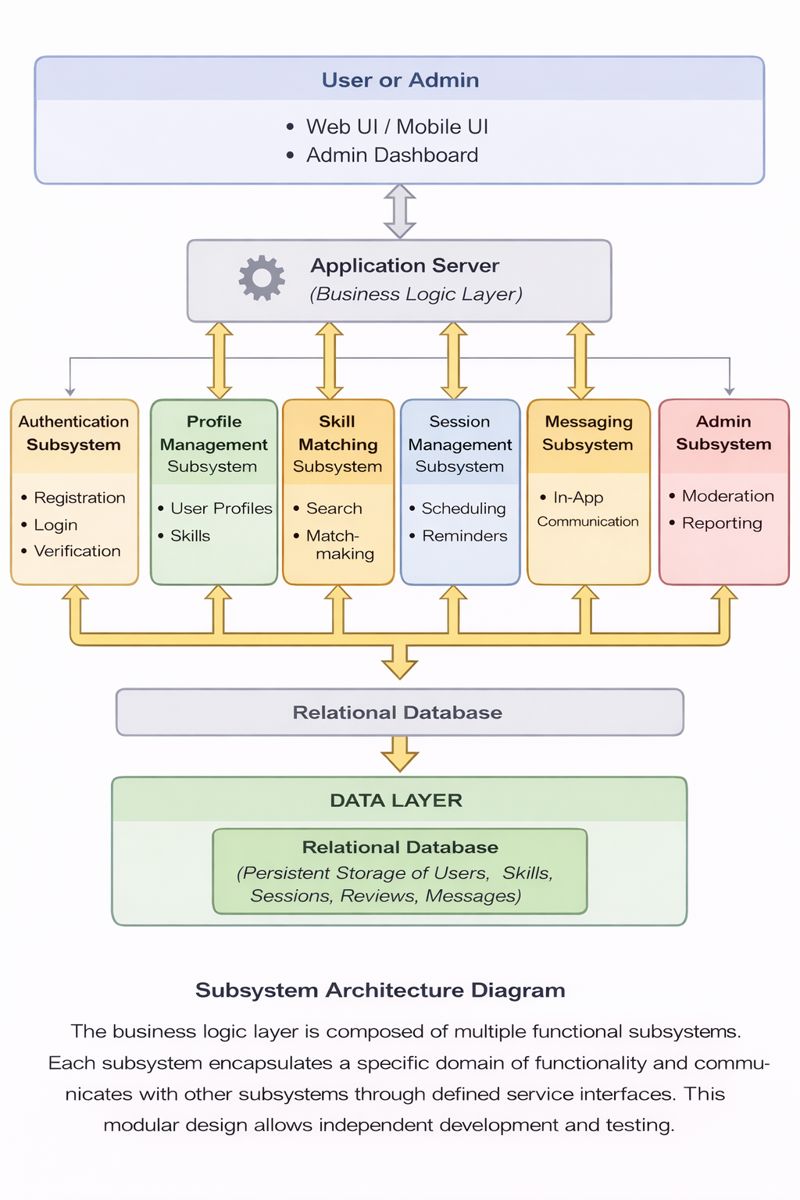 User or Admin
• Web UI / Mobile UI
• Admin Dashboard
Application Server
(Business Logic Layer)
Authentication
Subsystem
• Registration
• Login
• Verification
Profile
Management
Subsystem
• User Profiles
• Skills
Skill
Matching
Subsystem
• Search
• Match-
making
Session
Management
Subsystem
• Scheduling
• Reminders
Messaging
Subsystem
• In-App
Communication
Admin
Subsystem
• Moderation
• Reporting
Relational Database
DATA LAYER
Relational Database
(Persistent Storage of Users, Skills,
Sessions, Reviews, Messages)
Subsystem Architecture Diagram
The business logic layer is composed of multiple functional subsystems.
Each subsystem encapsulates a specific domain of functionality and commu-
nicates with other subsystems through defined service interfaces. This
modular design allows independent development and testing.